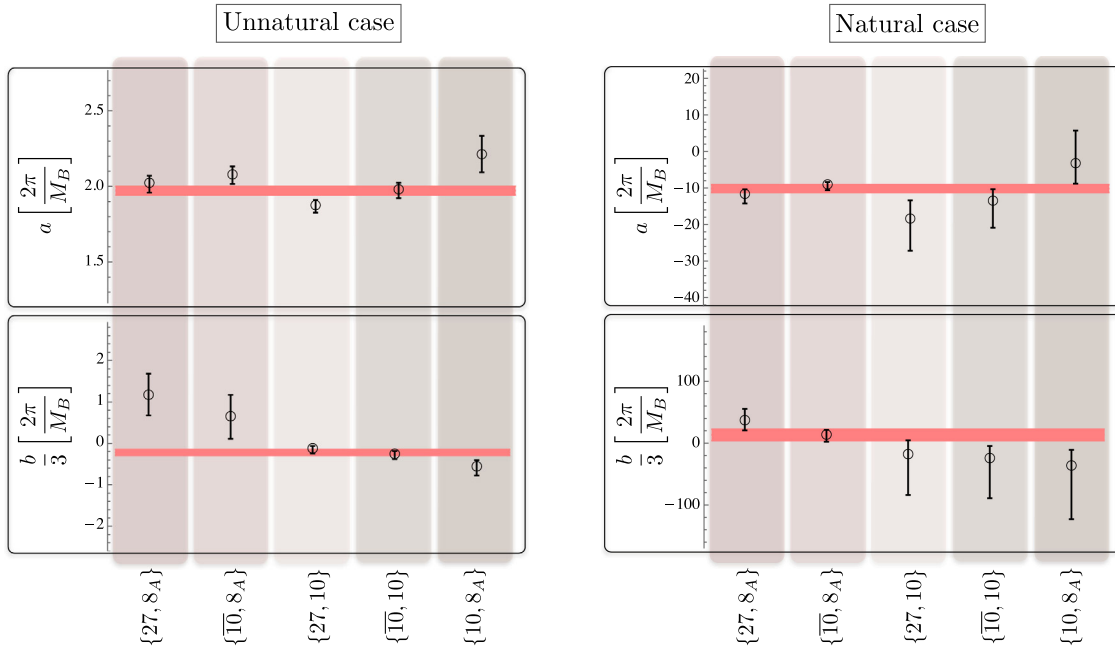 Unnatural case
Natural case
a [2π/M_B]
2.5
2.0
1.5
a [2π/M_B]
20
10
0
−10
−20
−30
−40
b/3 [2π/M_B]
2
1
0
−1
−2
b/3 [2π/M_B]
100
0
−100
{27, 8_A}
{\overline{10}, 8_A}
{27, 10}
{\overline{10}, 10}
{10, 8_A}
{27, 8_A}
{\overline{10}, 8_A}
{27, 10}
{\overline{10}, 10}
{10, 8_A}